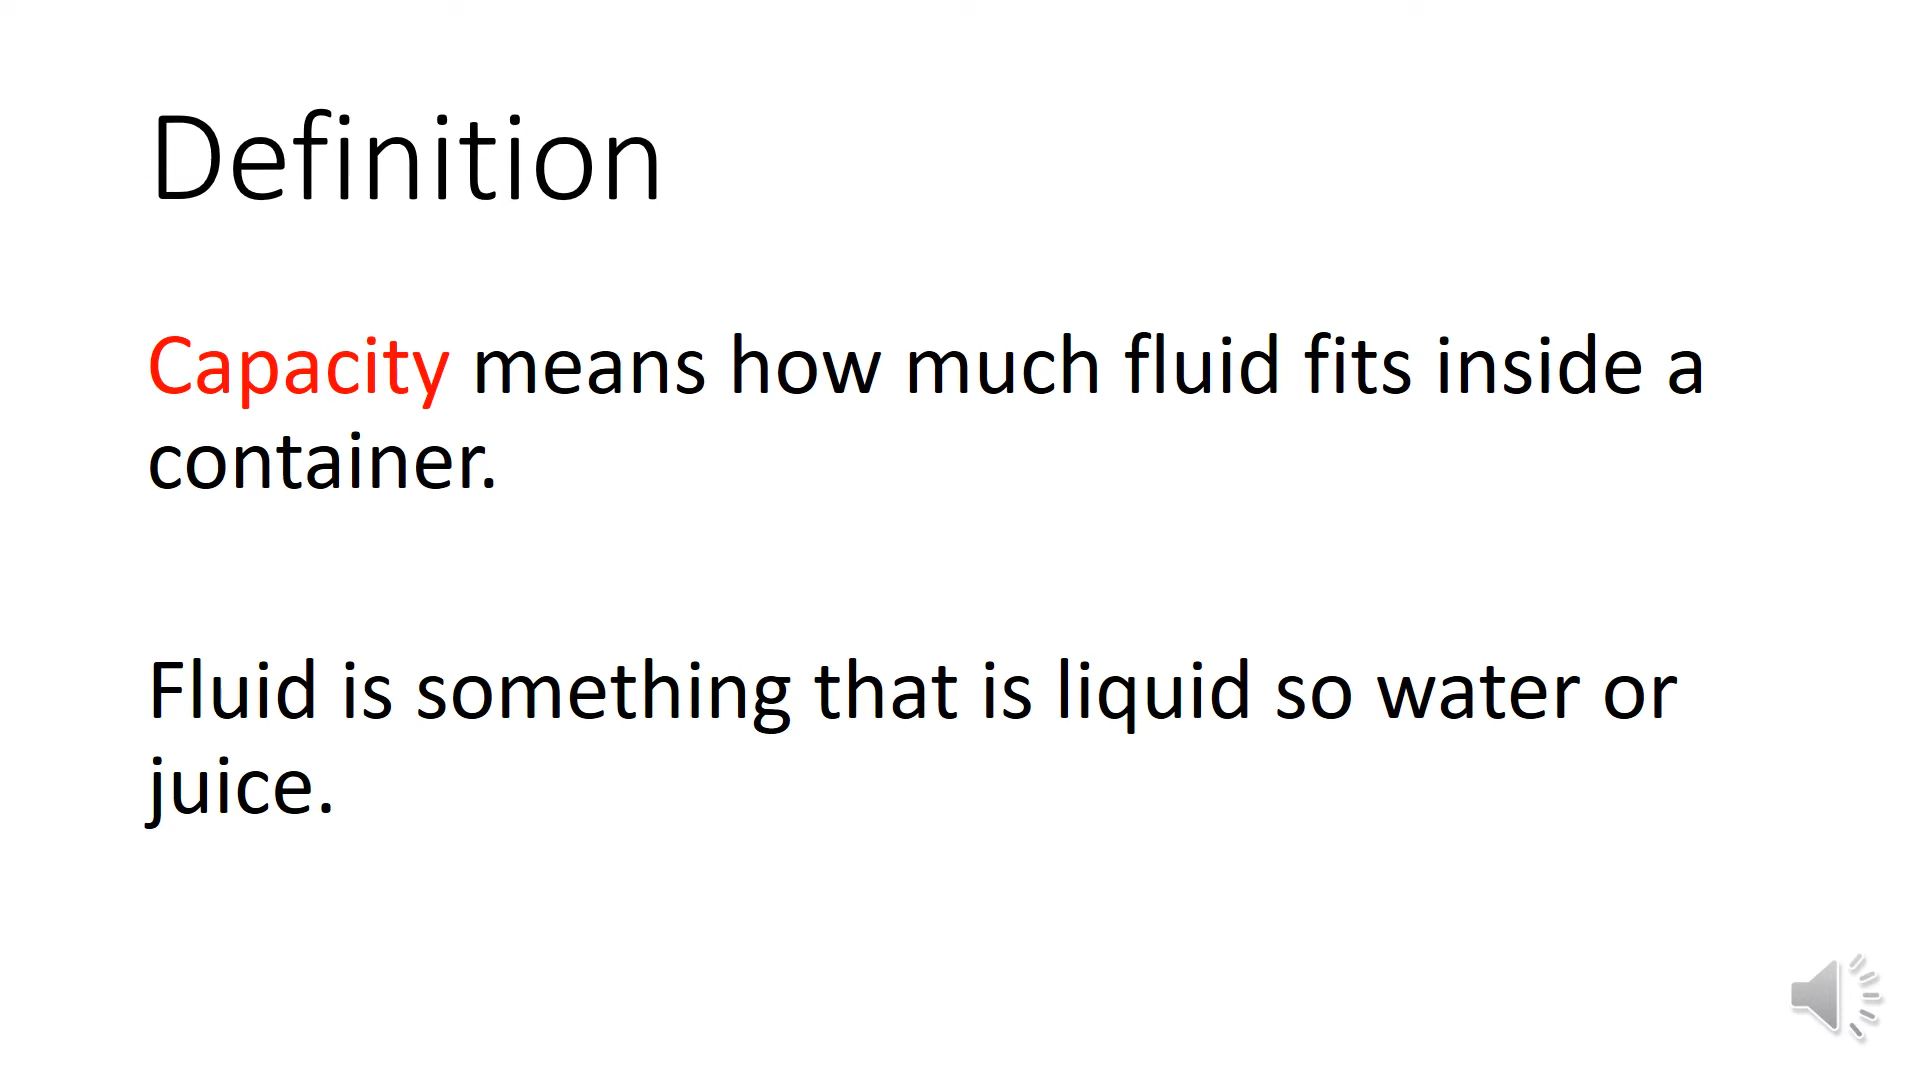 Definition
Capacity means how much fluid fits inside a
container.
Fluid is something that is liquid so water or
juice.